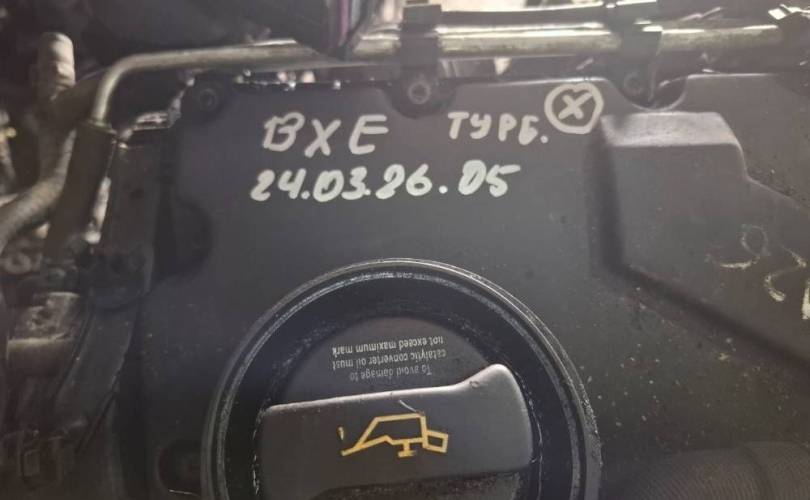 BXE ТУРБ. X
24.03.26.05
To avoid damage to
catalytic converter oil must
not exceed maximum mark